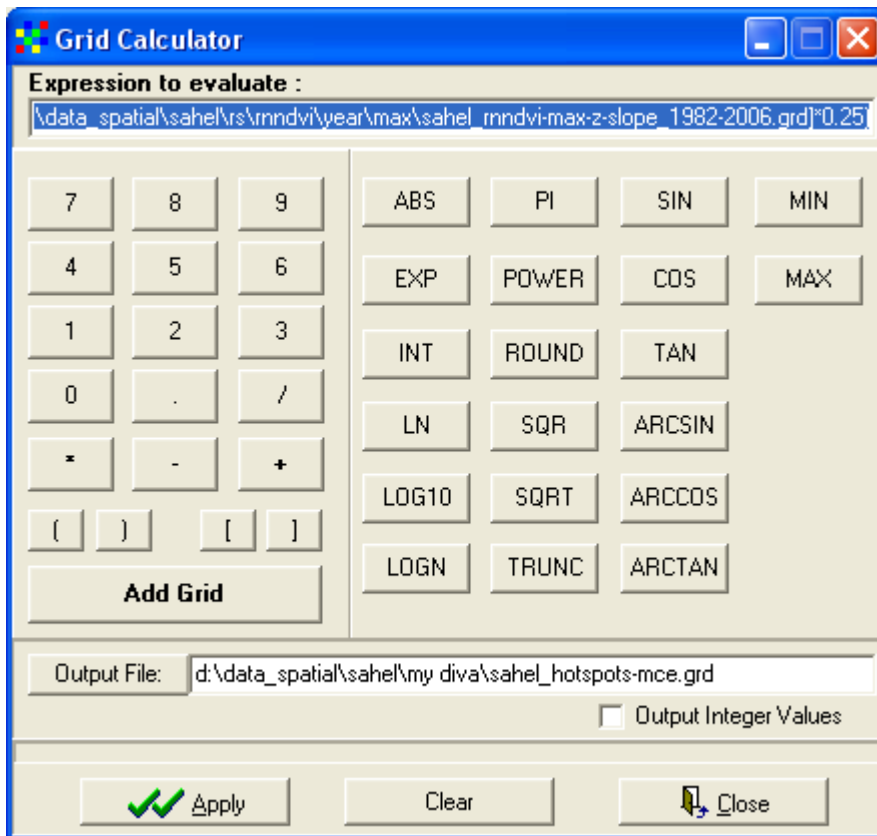 Grid Calculator
Expression to evaluate :
\data_spatial\sahel\rs\rnndvi\year\max\sahel_rnndvi-max-z-slope_1982-2006.grd]*0.25)
7 8 9 ABS PI SIN MIN
4 5 6 EXP POWER COS MAX
1 2 3 INT ROUND TAN
0 . / LN SQR ARCSIN
* - + LOG10 SQRT ARCCOS
( ) [ ] LOGN TRUNC ARCTAN
Add Grid
Output File: d:\data_spatial\sahel\my diva\sahel_hotspots-mce.grd
Output Integer Values
Apply Clear Close